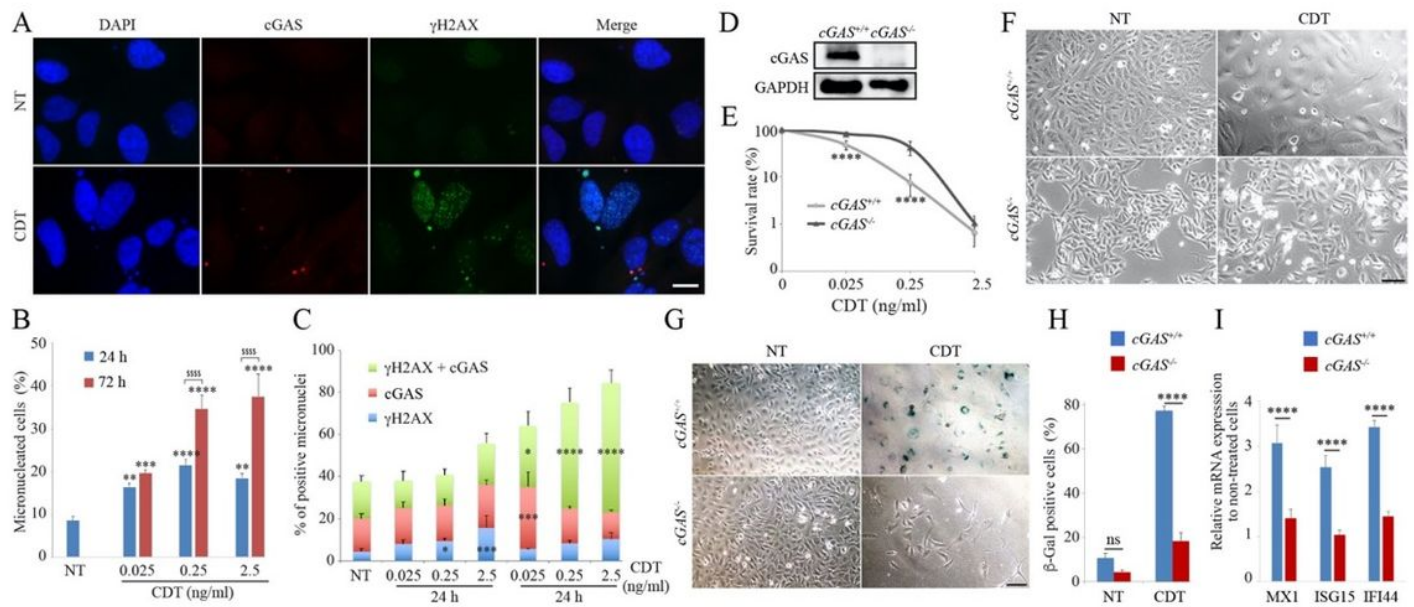 A
DAPI
cGAS
γH2AX
Merge
NT
CDT
B
Micronucleated cells (%)
50
40
30
20
10
0
24 h
72 h
**
***
****
$$$$
****
**
$$$$
****
NT
0.025
0.25
2.5
CDT (ng/ml)
C
% of positive micronuclei
100
80
60
40
20
0
γH2AX + cGAS
cGAS
γH2AX
*
***
*
***
****
****
NT
0.025
0.25
2.5
0.025
0.25
2.5
CDT
(ng/ml)
24 h
24 h
D
cGAS+/+ cGAS-/-
cGAS
GAPDH
E
Survival rate (%)
100
10
1
0
****
****
cGAS+/+
cGAS-/-
0
0.025
0.25
2.5
CDT (ng/ml)
F
NT
CDT
cGAS+/+
cGAS-/-
G
NT
CDT
cGAS+/+
cGAS-/-
H
cGAS+/+
cGAS-/-
β-Gal positive cells (%)
80
60
40
20
0
ns
****
NT
CDT
I
cGAS+/+
cGAS-/-
Relative mRNA expresssion
to non-treated cells
4
3
2
1
0
****
****
****
MX1
ISG15
IFI44